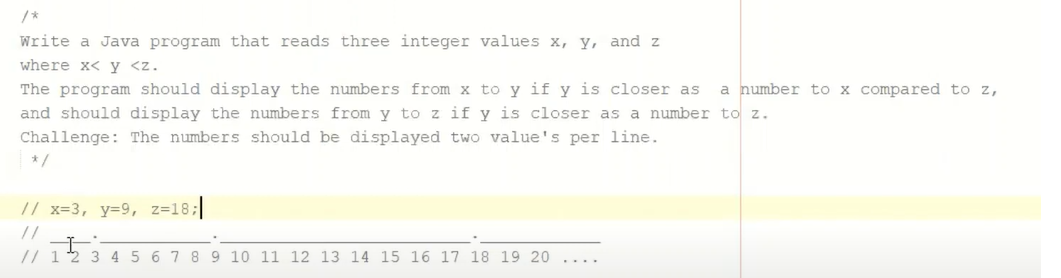 /*
Write a Java program that reads three integer values x, y, and z
where x< y <z.
The program should display the numbers from x to y if y is closer as  a number to x compared to z,
and should display the numbers from y to z if y is closer as a number to z.
Challenge: The numbers should be displayed two value's per line.
*/
// x=3, y=9, z=18;
// ____.___________._________________________.____________
// 1 2 3 4 5 6 7 8 9 10 11 12 13 14 15 16 17 18 19 20 ....